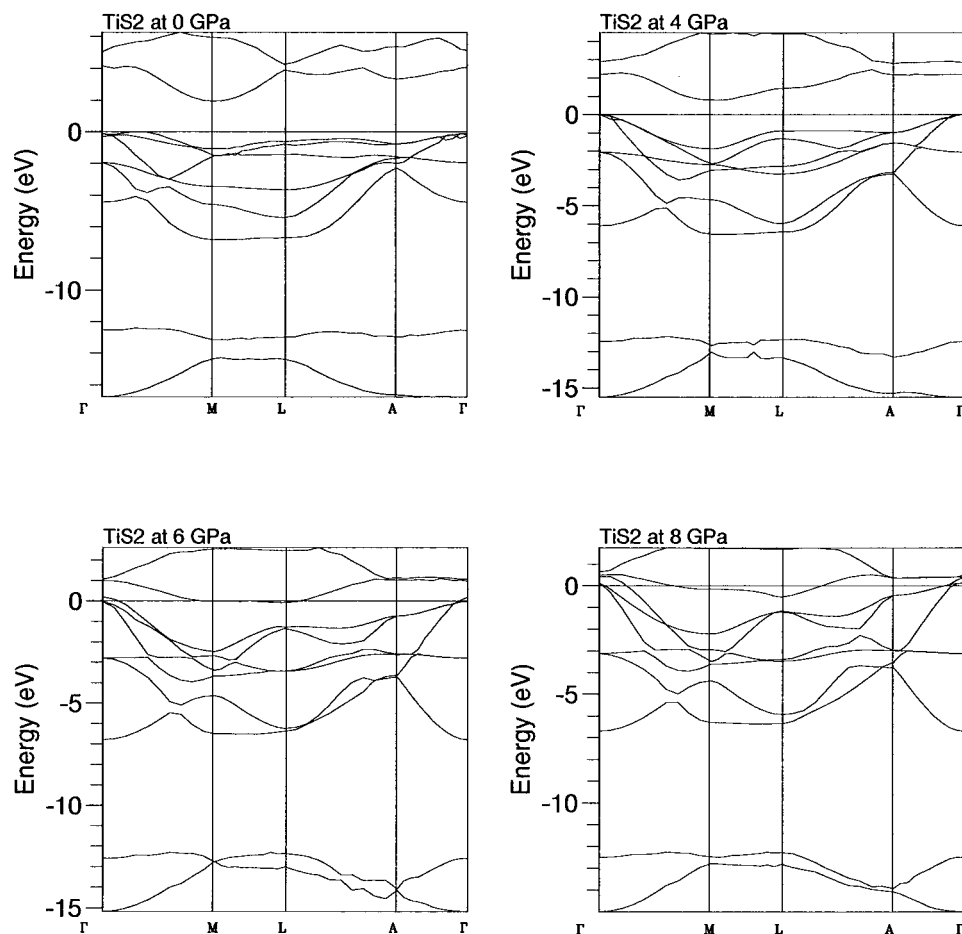 TiS2 at 0 GPa
Energy (eV)
0
-10
Γ M L A Γ
TiS2 at 4 GPa
Energy (eV)
0
-5
-10
-15
Γ M L A Γ
TiS2 at 6 GPa
Energy (eV)
0
-5
-10
-15
Γ M L A Γ
TiS2 at 8 GPa
Energy (eV)
0
-5
-10
Γ M L A Γ